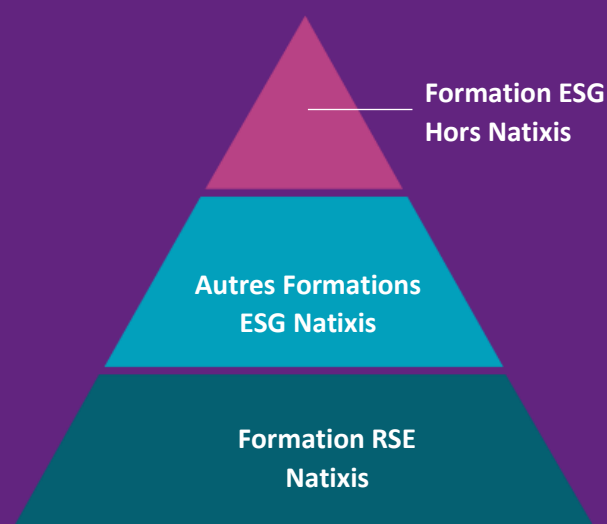 Formation ESG
Hors Natixis
Autres Formations
ESG Natixis
Formation RSE
Natixis